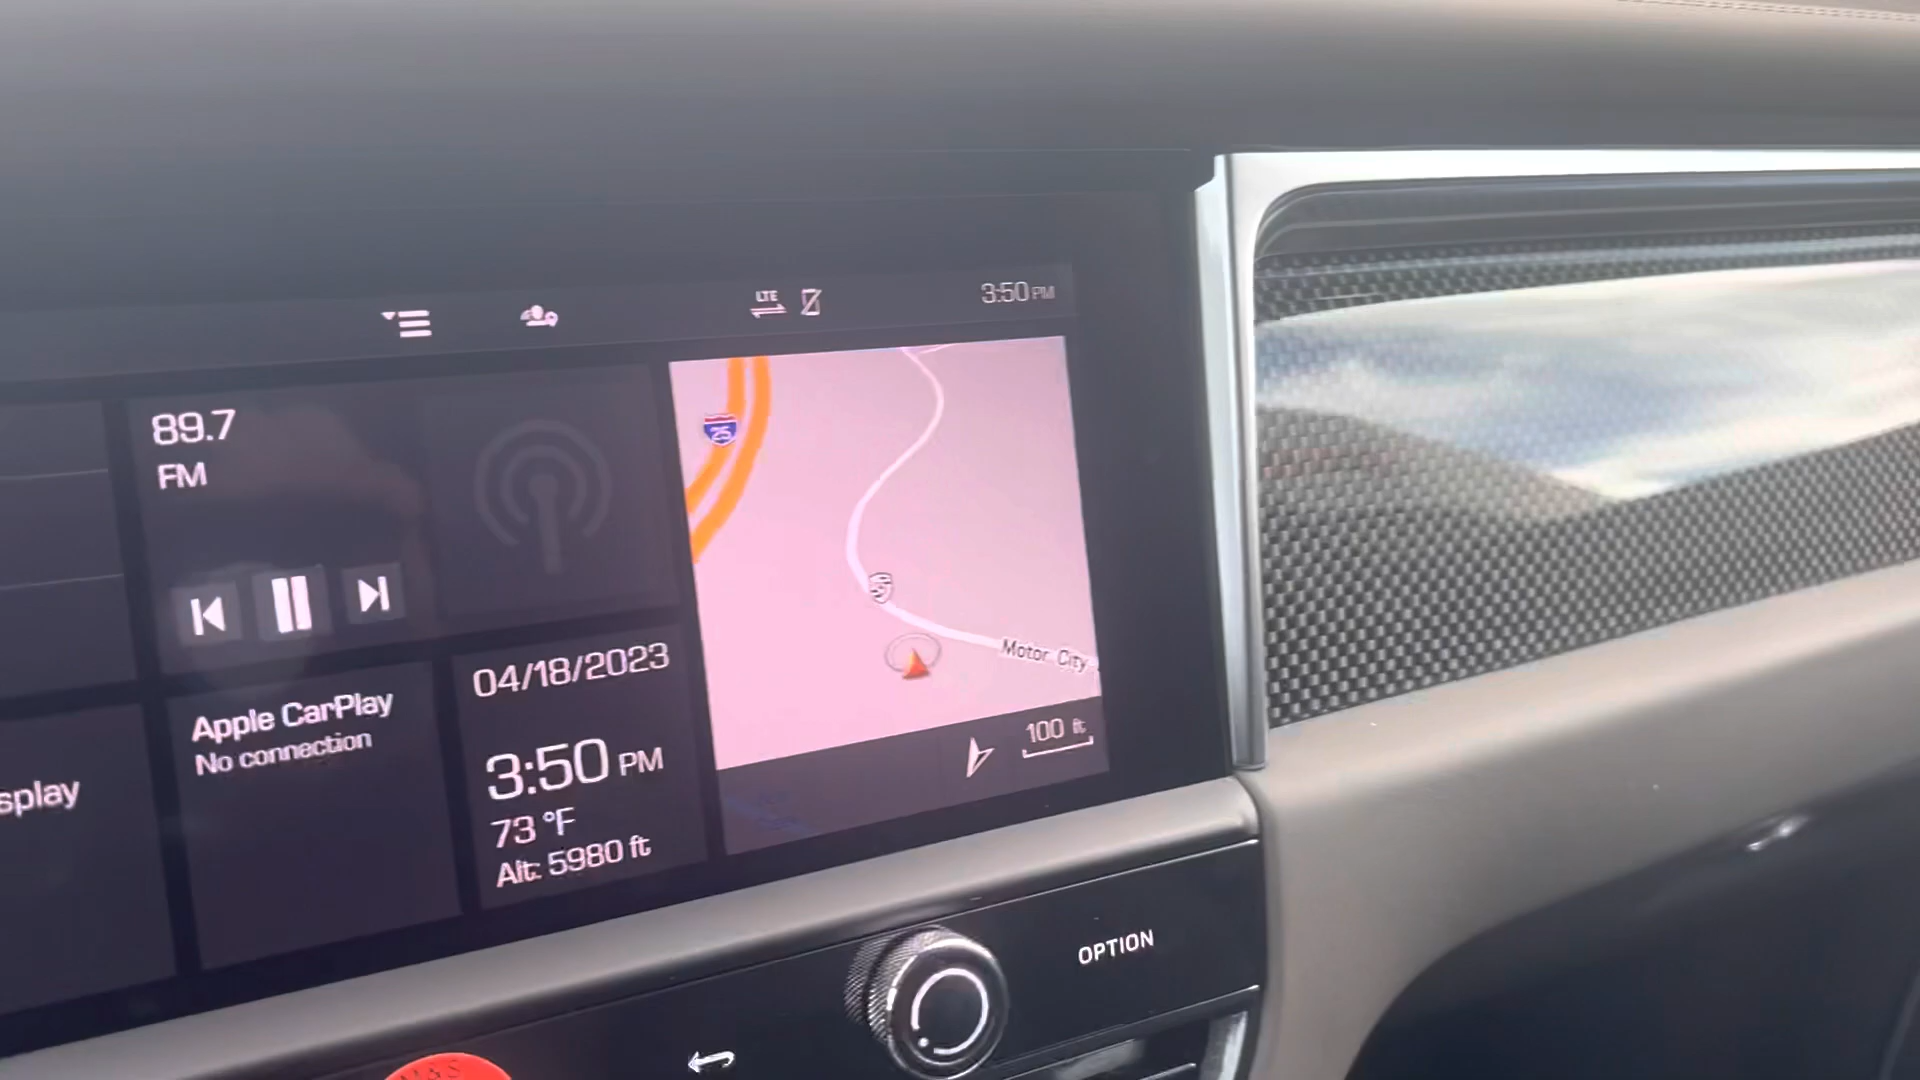 LTE
3:50 PM
89.7
FM
25
Motor City
04/18/2023
Apple CarPlay
No connection
3:50 PM
100 ft
splay
73 °F
Alt: 5980 ft
OPTION
M&S